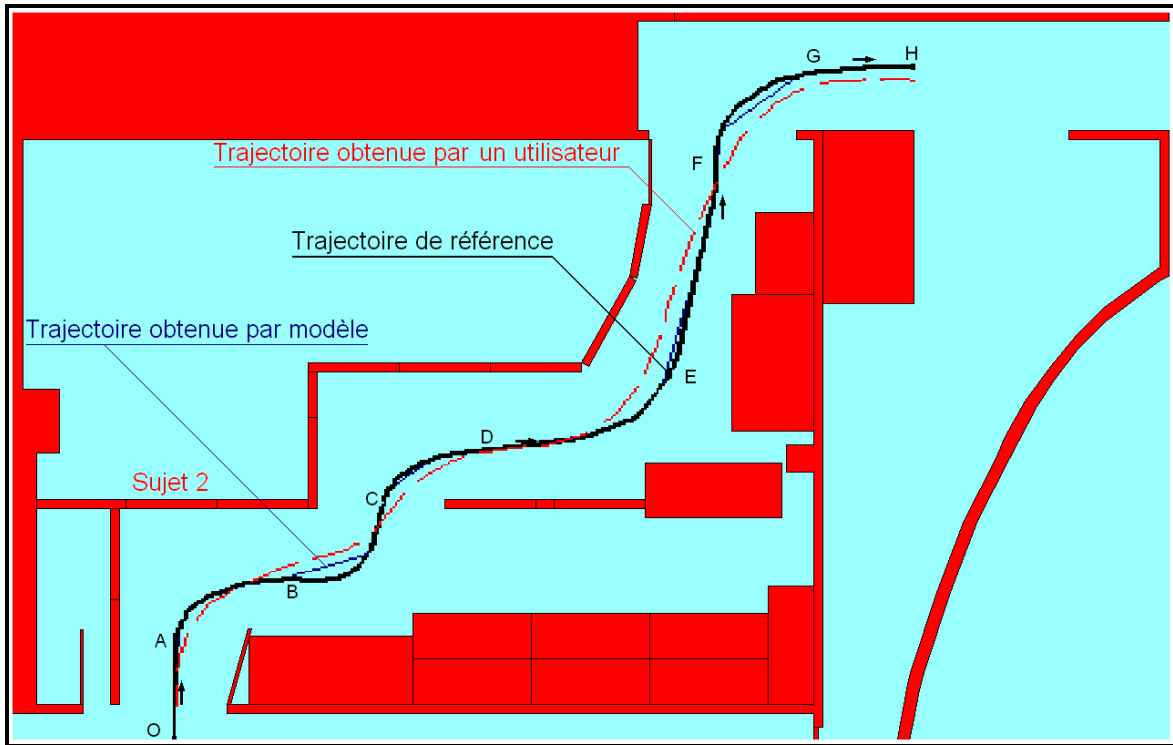 G
H
Trajectoire obtenue par un utilisateur
F
Trajectoire de référence
Trajectoire obtenue par modèle
E
D
Sujet 2
C
B
A
O